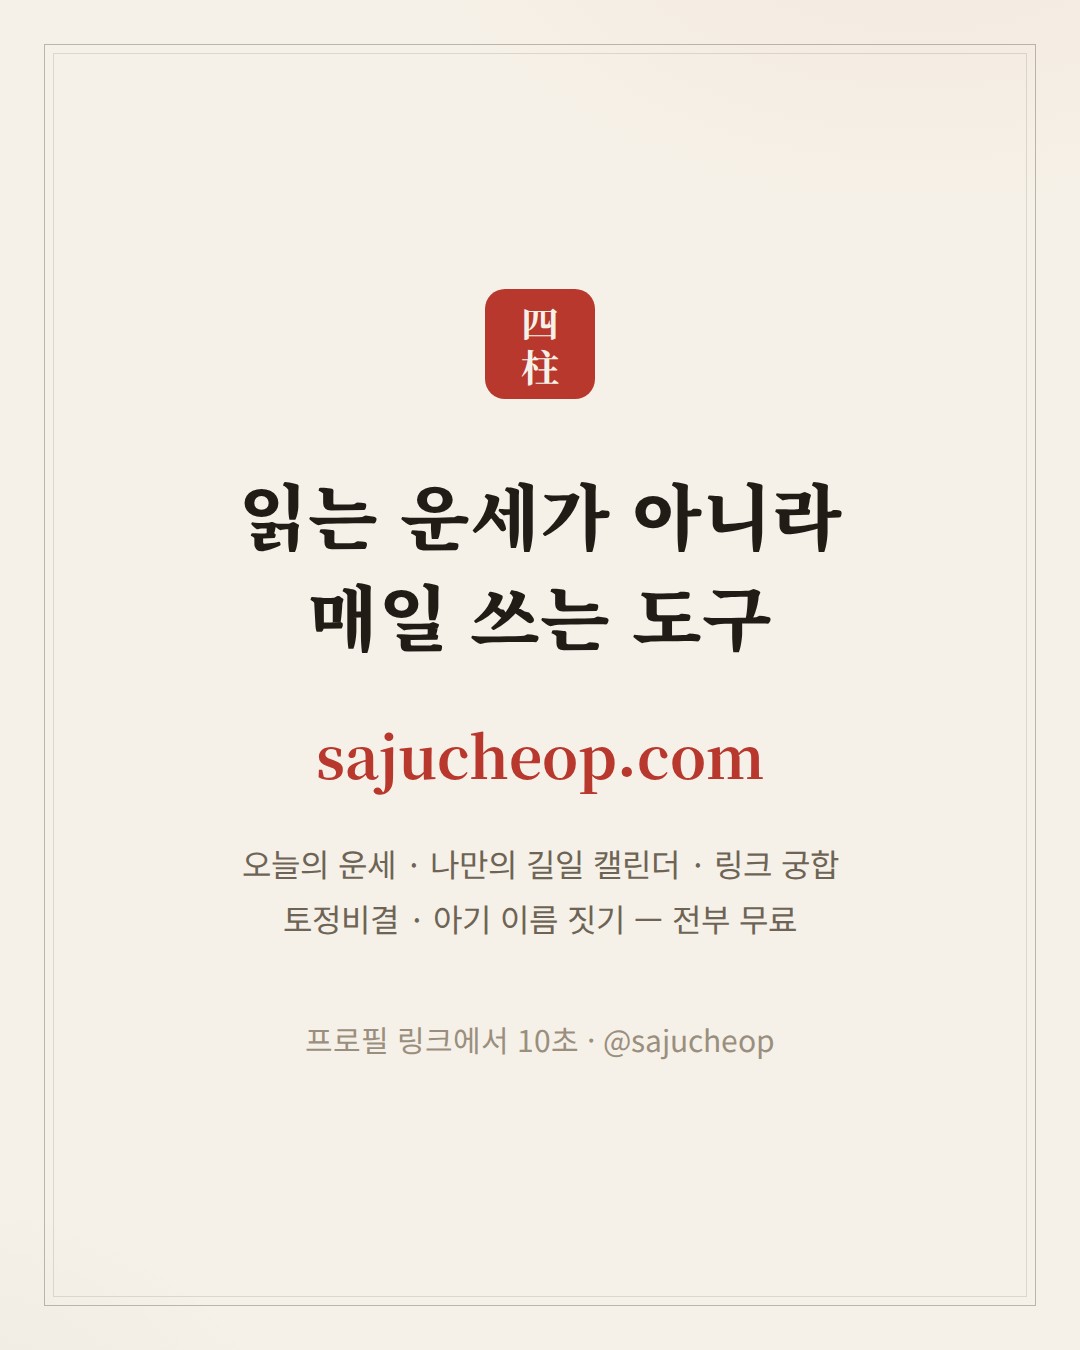 四
柱
읽는 운세가 아니라
매일 쓰는 도구
sajucheop.com
오늘의 운세 · 나만의 길일 캘린더 · 링크 궁합
토정비결 · 아기 이름 짓기 — 전부 무료
프로필 링크에서 10초 · @sajucheop